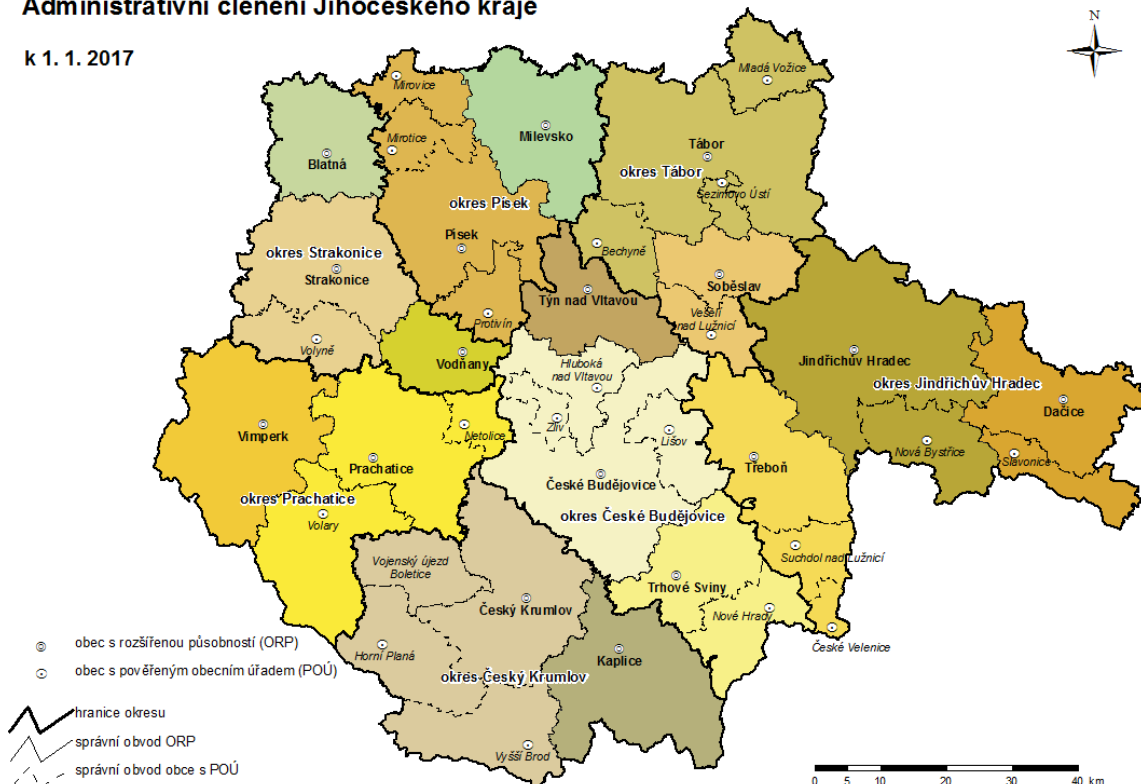 Administrativní členění Jihočeského kraje
k 1. 1. 2017
N
Mladá Vožice
Mirovice
Milevsko
Mirotice
Tábor
Blatná
okres Tábor
Sezimovo Ústí
okres Písek
Písek
Bechyně
okres Strakonice
Strakonice
Soběslav
Týn nad Vltavou
Veselí
nad Lužnicí
Protivín
Volyně
Vodňany
Hluboká
nad Vltavou
Jindřichův Hradec
okres Jindřichův Hradec
Dačice
Zliv
Lišov
Netolice
Vimperk
Nová Bystřice
Slavonice
Prachatice
Třeboň
České Budějovice
okres Prachatice
okres České Budějovice
Volary
Suchdol nad Lužnicí
Vojenský újezd
Boletice
Trhové Sviny
Český Krumlov
Nové Hrady
České Velenice
Horní Planá
Kaplice
okres Český Krumlov
Vyšší Brod
obec s rozšířenou působností (ORP)
obec s pověřeným obecním úřadem (POÚ)
hranice okresu
správní obvod ORP
správní obvod obce s POÚ
0 5 10 20 30 40 km